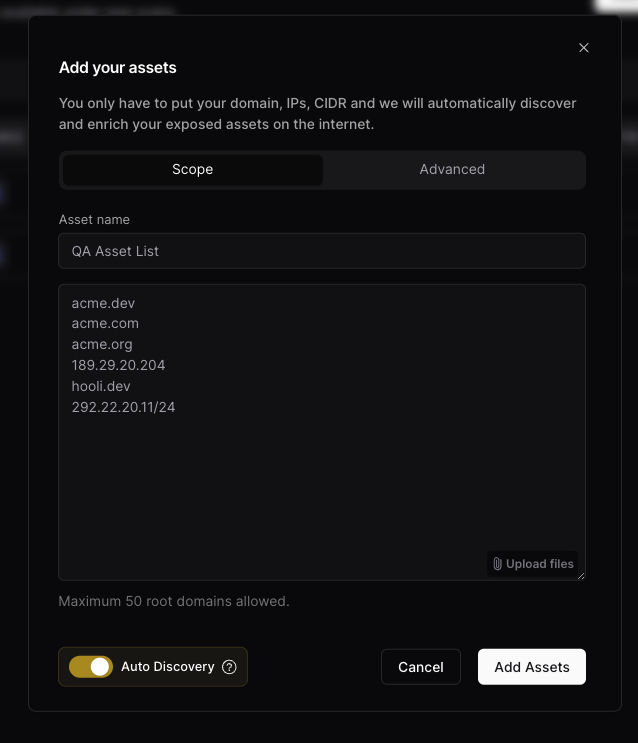 Add your assets
You only have to put your domain, IPs, CIDR and we will automatically discover
and enrich your exposed assets on the internet.
Scope
Advanced
Asset name
QA Asset List
acme.dev
acme.com
acme.org
189.29.20.204
hooli.dev
292.22.20.11/24
Upload files
Maximum 50 root domains allowed.
Auto Discovery
Cancel
Add Assets